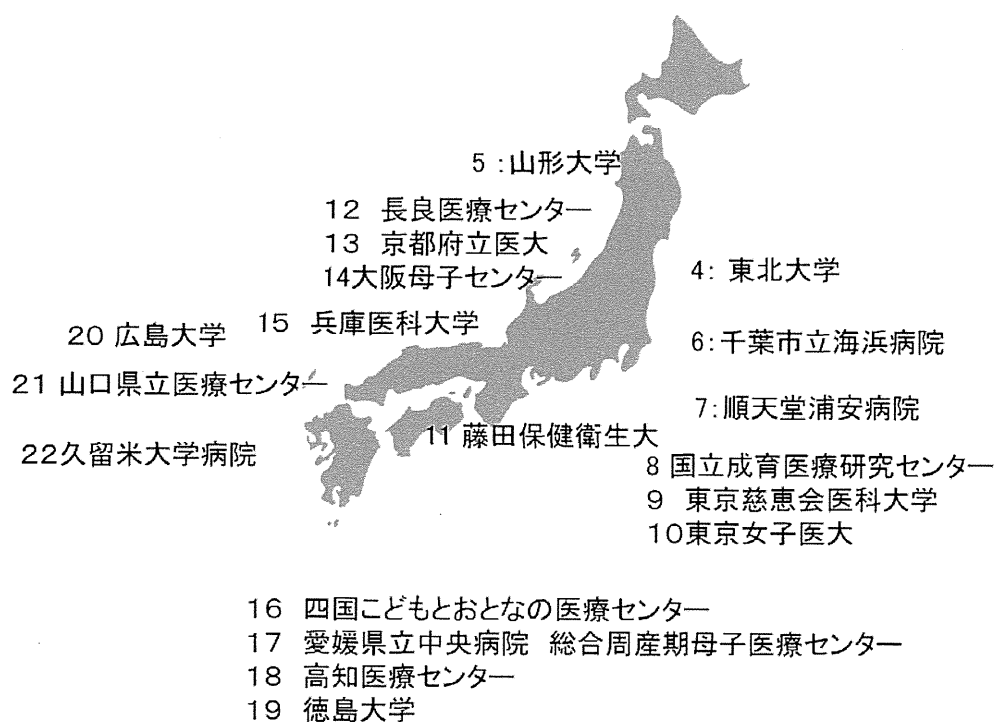 5 :山形大学
12 長良医療センター
13 京都府立医大
14大阪母子センター
4: 東北大学
15 兵庫医科大学
20 広島大学
6:千葉市立海浜病院
21 山口県立医療センター
7:順天堂浦安病院
11 藤田保健衛生大
22久留米大学病院
8 国立成育医療研究センター
9 東京慈恵会医科大学
10東京女子医大
16 四国こどもとおとなの医療センター
17 愛媛県立中央病院 総合周産期母子医療センター
18 高知医療センター
19 徳島大学